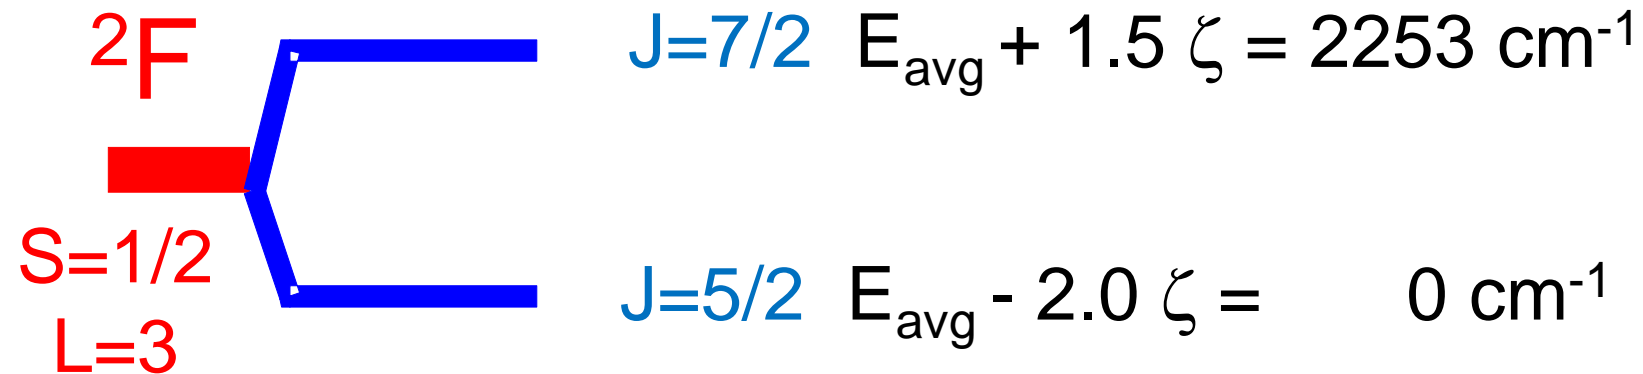 ²F
J=7/2 E_avg + 1.5 ζ = 2253 cm⁻¹
S=1/2
L=3
J=5/2 E_avg - 2.0 ζ = 0 cm⁻¹